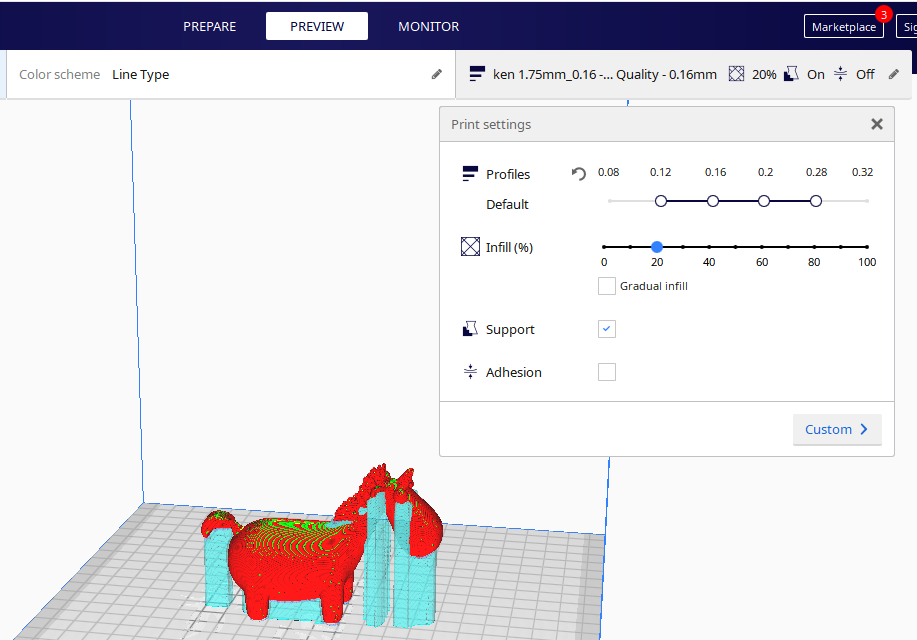 PREPARE PREVIEW MONITOR Marketplace 3
Color scheme Line Type
ken 1.75mm_0.16 -... Quality - 0.16mm 20% On Off
Print settings
Profiles 0.08 0.12 0.16 0.2 0.28 0.32
Default
Infill (%)
0 20 40 60 80 100
Gradual infill
Support
Adhesion
Custom